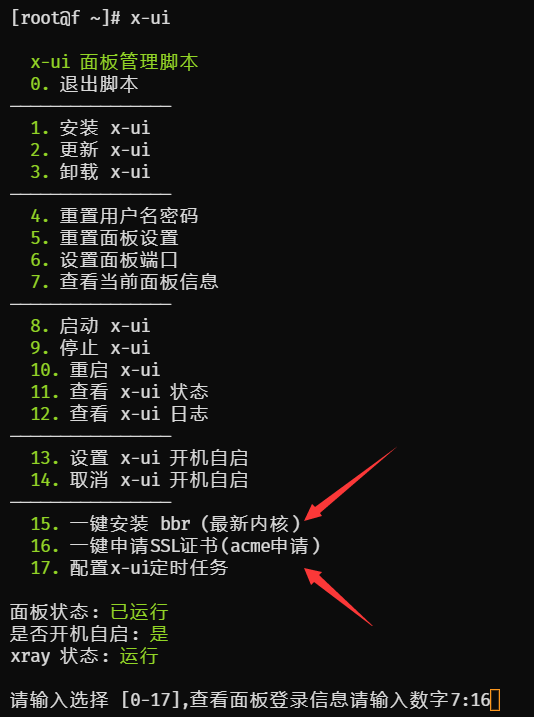 [root@f ~]# x-ui
x-ui 面板管理脚本
0. 退出脚本
————————————————
1. 安装 x-ui
2. 更新 x-ui
3. 卸载 x-ui
————————————————
4. 重置用户名密码
5. 重置面板设置
6. 设置面板端口
7. 查看当前面板信息
————————————————
8. 启动 x-ui
9. 停止 x-ui
10. 重启 x-ui
11. 查看 x-ui 状态
12. 查看 x-ui 日志
————————————————
13. 设置 x-ui 开机自启
14. 取消 x-ui 开机自启
————————————————
15. 一键安装 bbr (最新内核)
16. 一键申请SSL证书(acme申请)
17. 配置x-ui定时任务
面板状态: 已运行
是否开机自启: 是
xray 状态: 运行
请输入选择 [0-17],查看面板登录信息请输入数字7:16